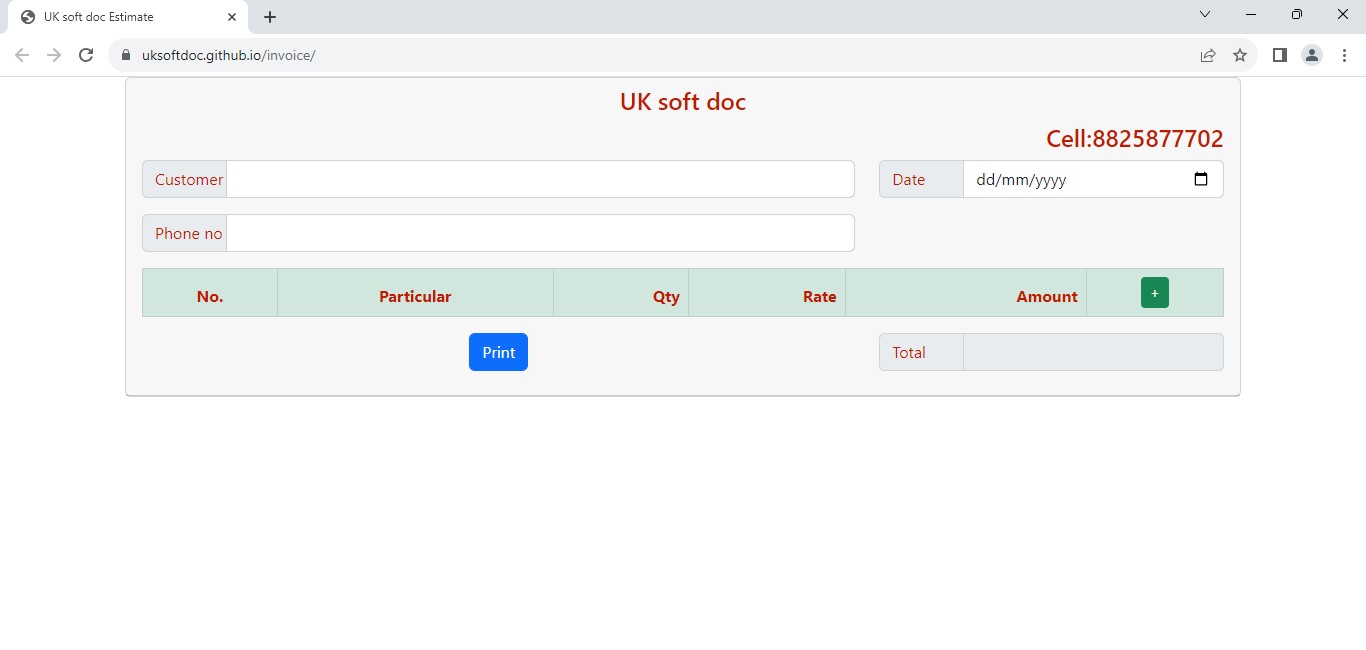 UK soft doc Estimate
uksoftdoc.github.io/invoice/
UK soft doc
Cell:8825877702
Customer
Date dd/mm/yyyy
Phone no
No. Particular Qty Rate Amount +
Print Total